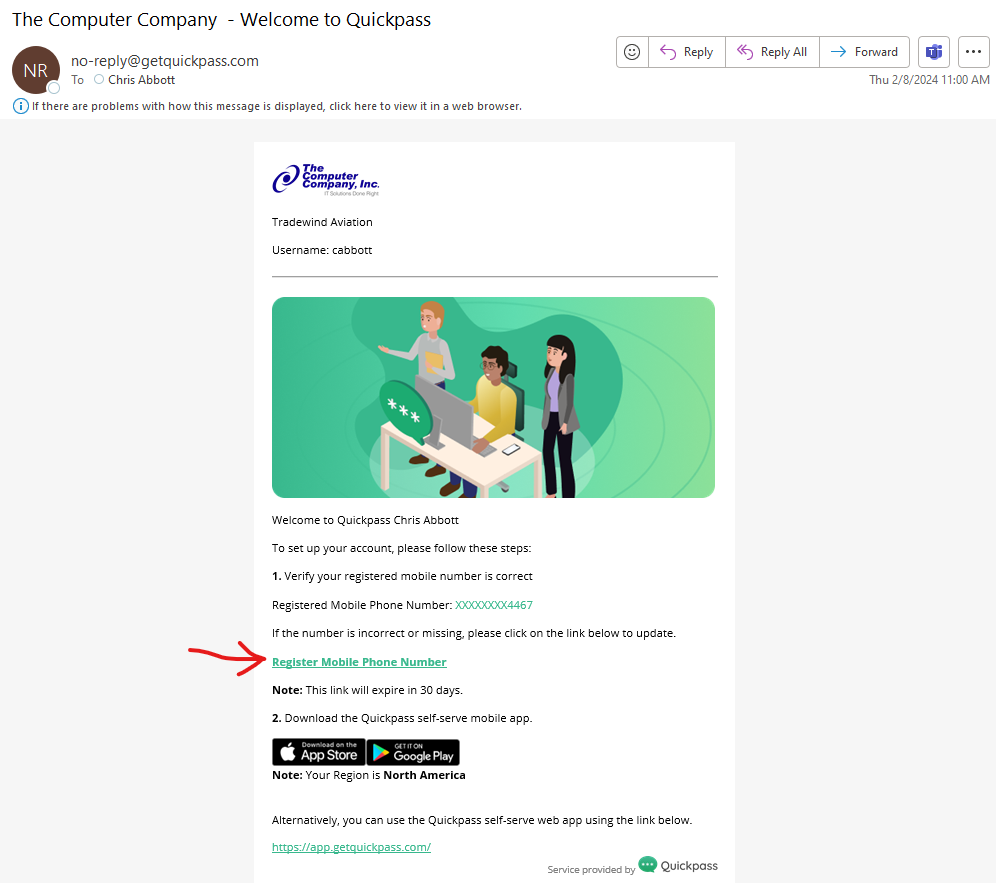 The Computer Company  - Welcome to Quickpass
NR
no-reply@getquickpass.com
To Chris Abbott
Reply
Reply All
Forward
Thu 2/8/2024 11:00 AM
If there are problems with how this message is displayed, click here to view it in a web browser.
The
Computer
Company, Inc.
IT Solutions Done Right
Tradewind Aviation
Username: cabbott
***
Welcome to Quickpass Chris Abbott
To set up your account, please follow these steps:
1. Verify your registered mobile number is correct
Registered Mobile Phone Number: XXXXXXXX4467
If the number is incorrect or missing, please click on the link below to update.
Register Mobile Phone Number
Note: This link will expire in 30 days.
2. Download the Quickpass self-serve mobile app.
Download on the
App Store
GET IT ON
Google Play
Note: Your Region is North America
Alternatively, you can use the Quickpass self-serve web app using the link below.
https://app.getquickpass.com/
Service provided by Quickpass